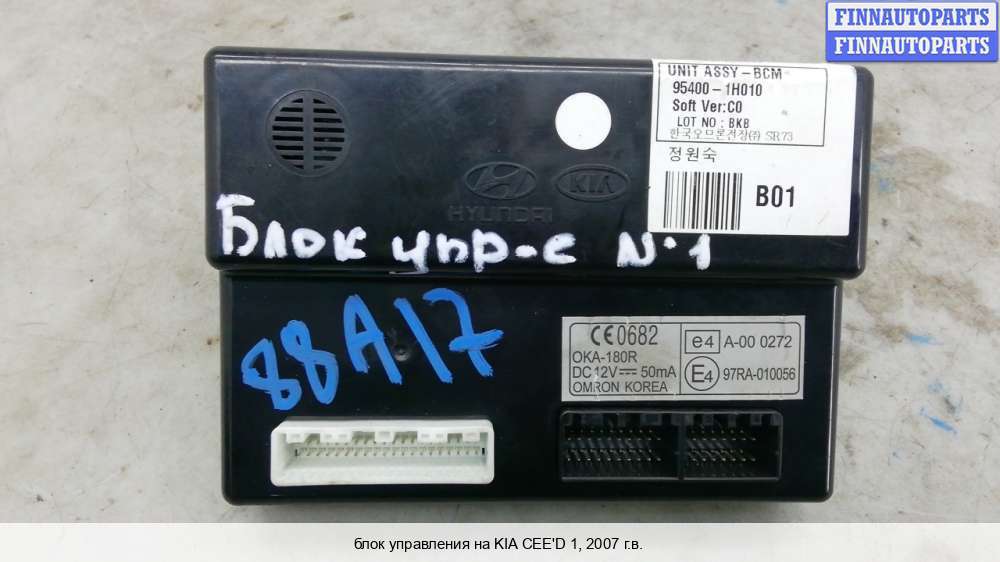 FINNAUTOPARTS
FINNAUTOPARTS
UNIT ASSY-BCM
95400-1H010
Soft Ver:C0
LOT NO : BKB
한국오므론전장㈜ SIR73
정원숙
B01
HYUNDAI
KIA
Блок упр-е №1
88A17
CE0682
OKA-180R
DC12V 50mA
OMRON KOREA
e4 A-00 0272
E4 97RA-010056
блок управления на KIA CEE'D 1, 2007 г.в.